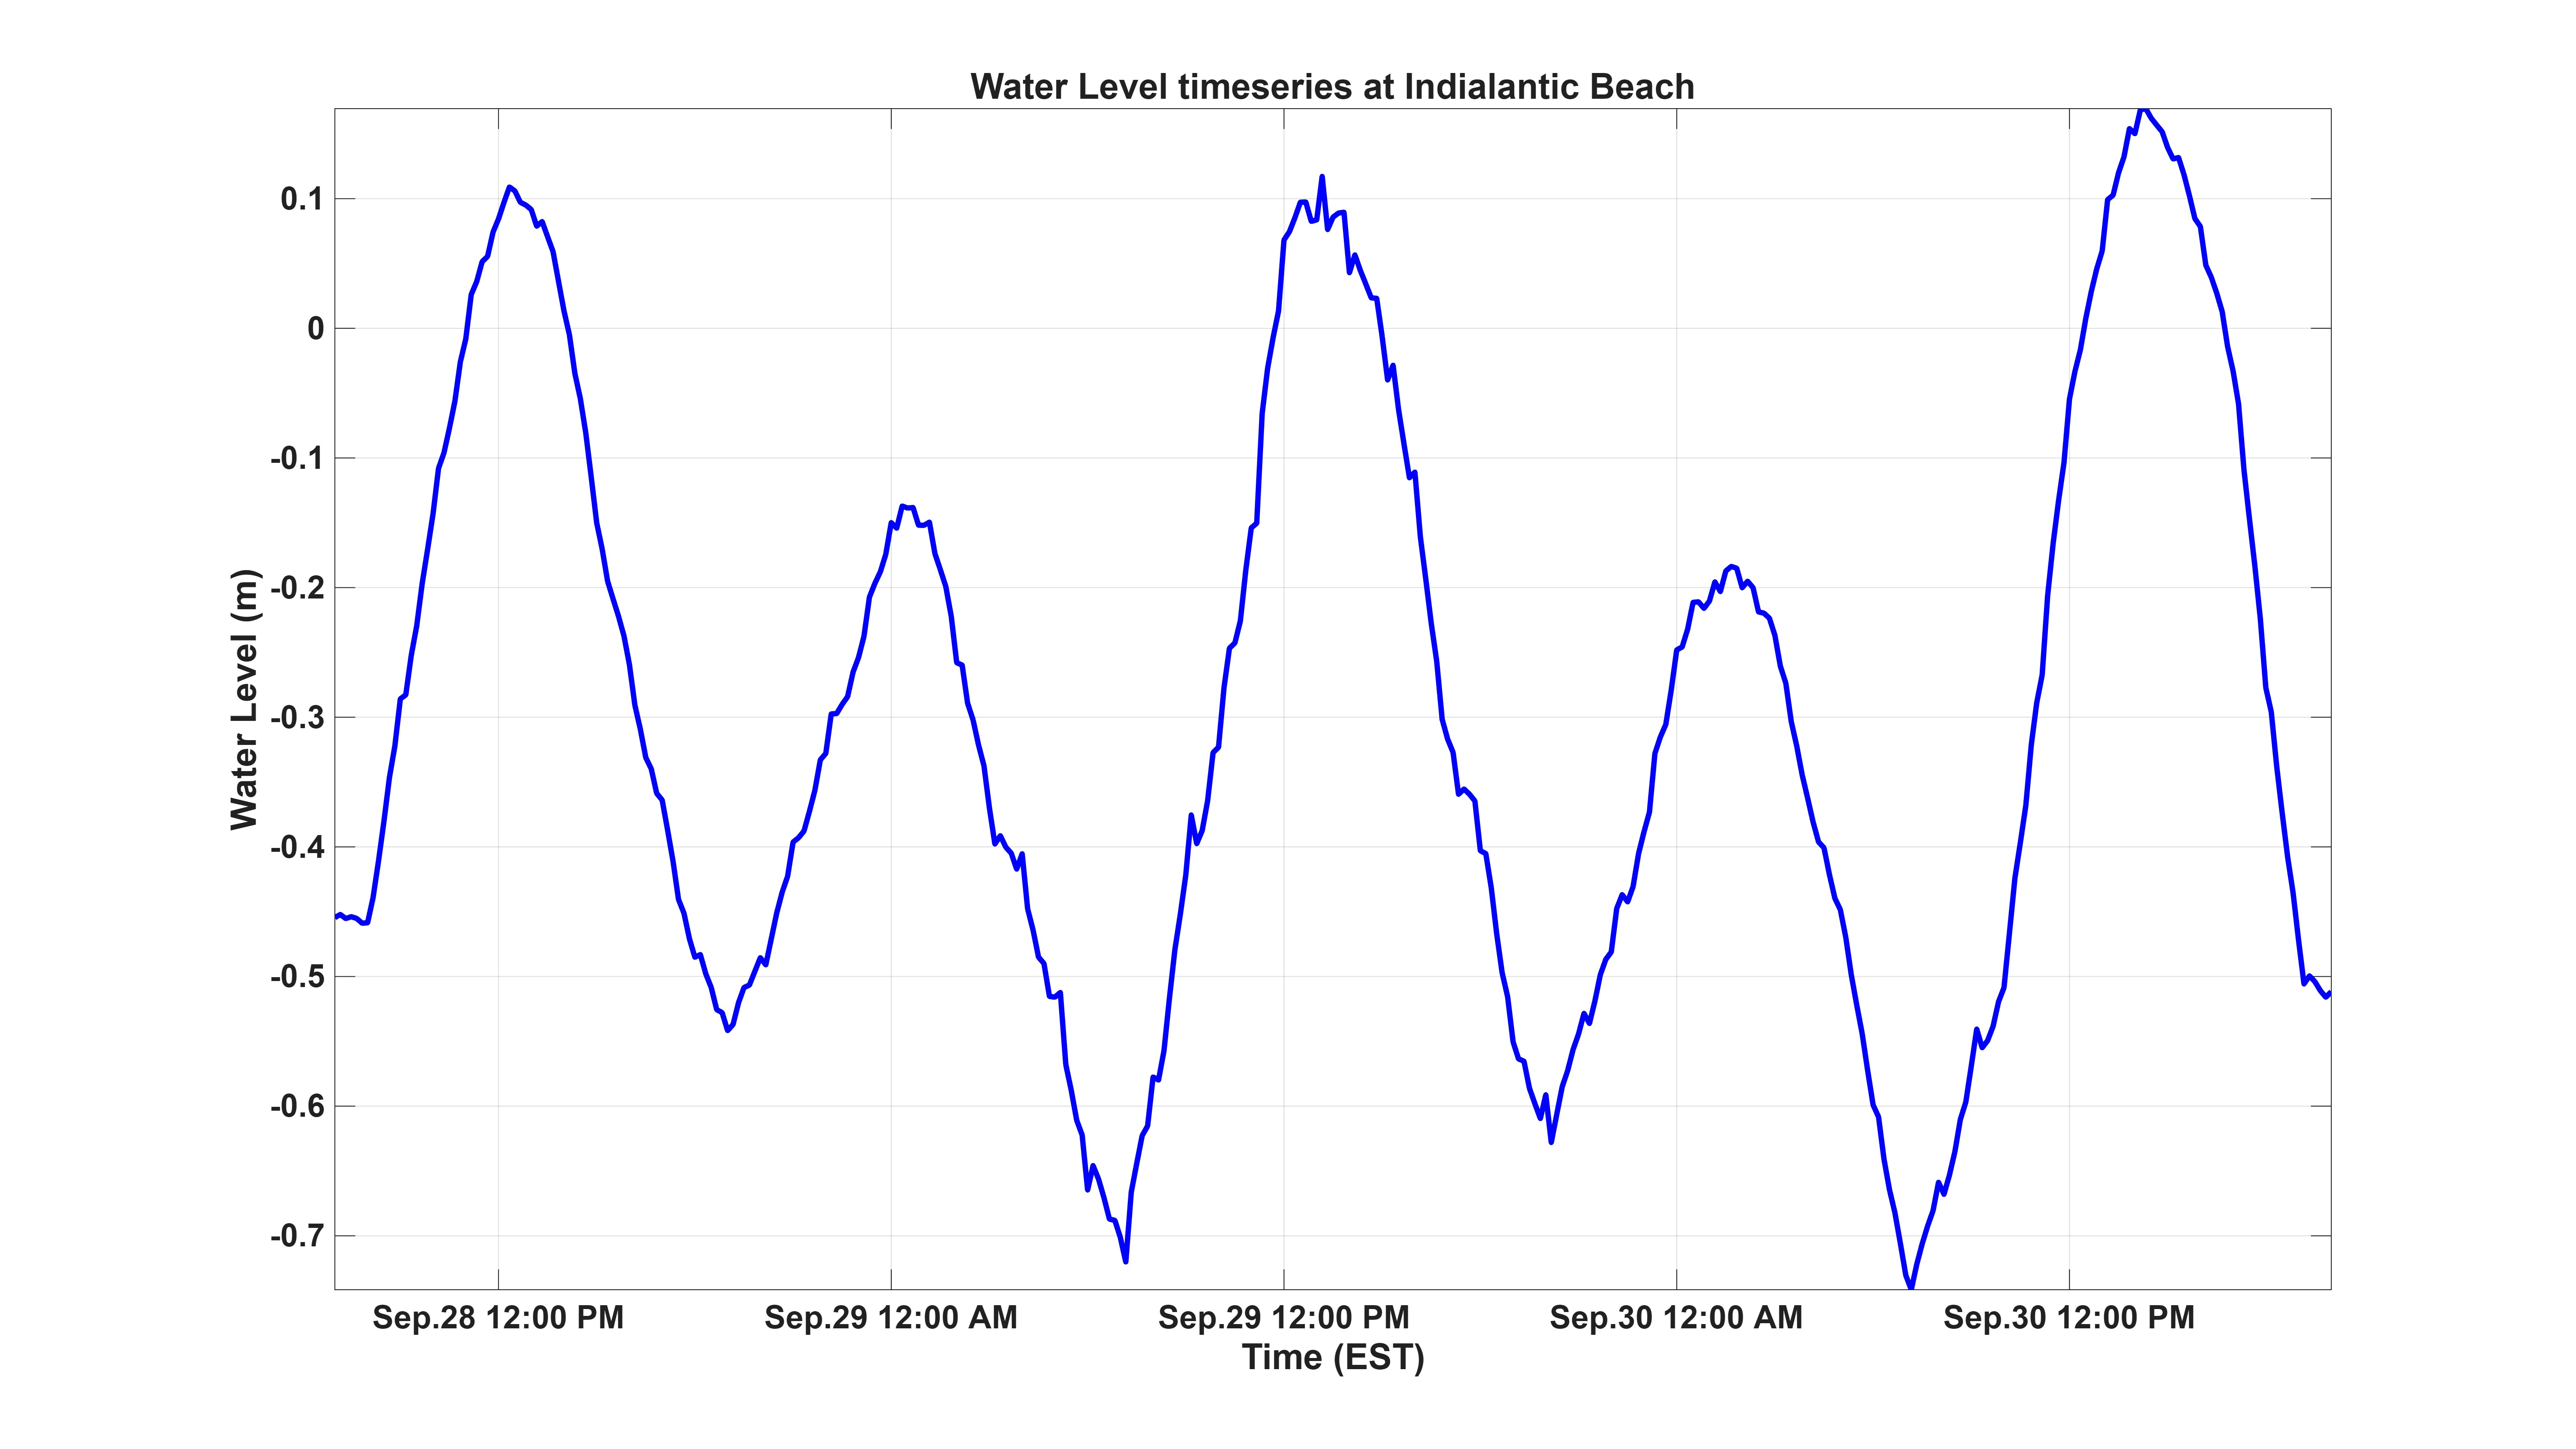 Water Level timeseries at Indialantic Beach
Water Level (m)
0.1
0
-0.1
-0.2
-0.3
-0.4
-0.5
-0.6
-0.7
Sep.28 12:00 PM
Sep.29 12:00 AM
Sep.29 12:00 PM
Sep.30 12:00 AM
Sep.30 12:00 PM
Time (EST)